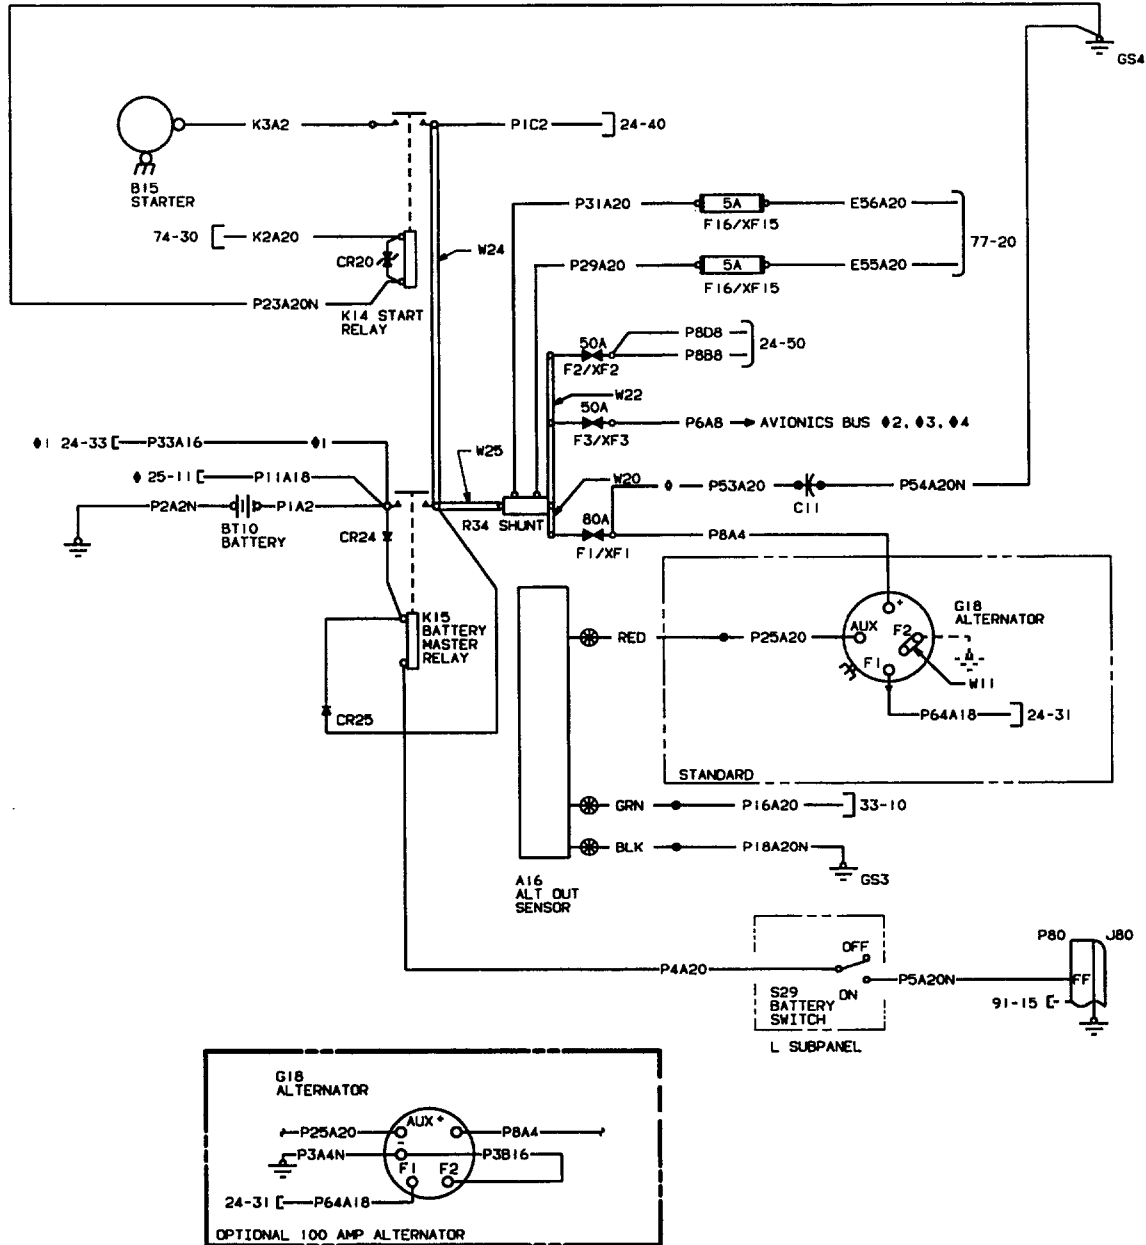 GS4
K3A2
P1C2
24-40
B15
STARTER
P31A20
5A
E56A20
F16/XF15
77-20
74-30
K2A20
CR20
W24
P29A20
5A
E55A20
F16/XF15
P23A20N
K14 START
RELAY
50A
P8D8
P8B8
24-50
F2/XF2
W22
50A
P6A8
AVIONICS BUS ♦2, ♦3, ♦4
F3/XF3
♦1 24-33
P33A16
♦1
W25
♦ 25-11
P11A18
W20
P53A20
P54A20N
C11
P2A2N
P1A2
BT10
BATTERY
R34 SHUNT
80A
P8A4
F1/XF1
CR24
K15
BATTERY
MASTER
RELAY
G18
ALTERNATOR
+
AUX
F2
F1
RED
P25A20
W11
CR25
P64A18
24-31
STANDARD
GRN
P16A20
33-10
BLK
P18A20N
GS3
A16
ALT OUT
SENSOR
P80
J80
OFF
P4A20
P5A20N
FF
ON
S29
BATTERY
SWITCH
91-15
L SUBPANEL
G18
ALTERNATOR
AUX +
P25A20
P8A4
-
P3A4N
P3B16
F1 F2
24-31
P64A18
OPTIONAL 100 AMP ALTERNATOR